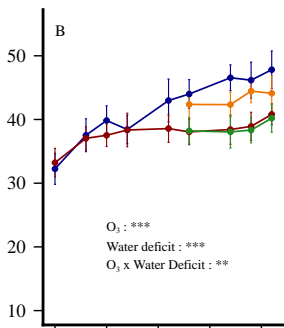 B
50
40
30
20
10
O₃ : ***
Water deficit : ***
O₃ x Water Deficit : **